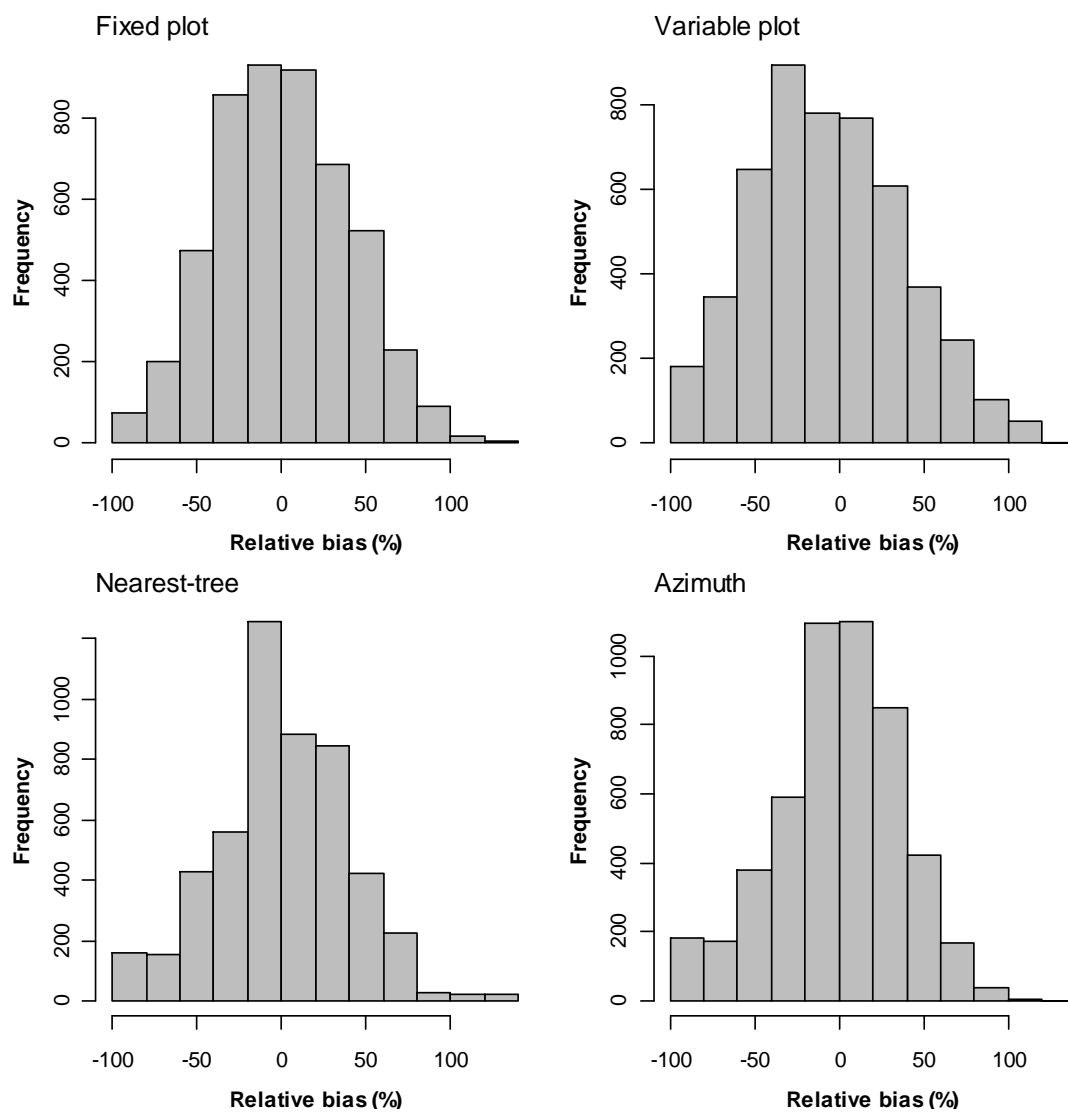 Fixed plot
Frequency
0 200 400 600 800
-100 -50 0 50 100
Relative bias (%)
Variable plot
Frequency
0 200 400 600 800
-100 -50 0 50 100
Relative bias (%)
Nearest-tree
Frequency
0 200 400 600 800 1000
-100 -50 0 50 100
Relative bias (%)
Azimuth
Frequency
0 200 400 600 800 1000
-100 -50 0 50 100
Relative bias (%)